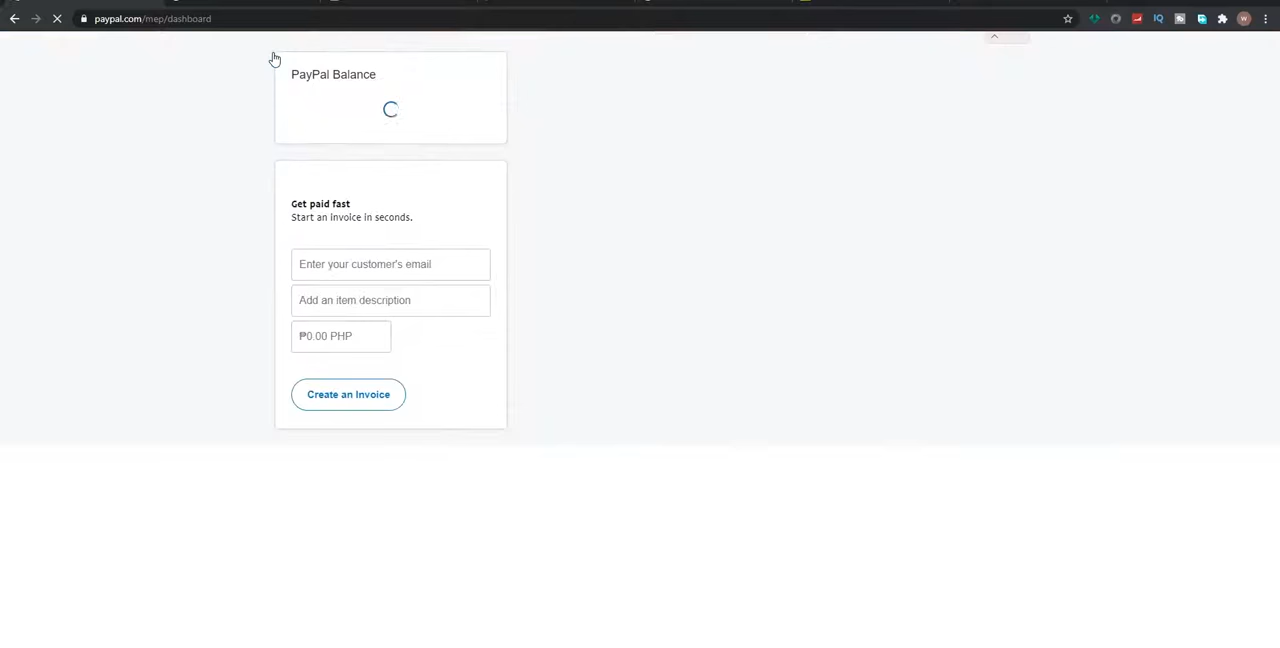 paypal.com/mep/dashboard
IQ
W
PayPal Balance
Get paid fast
Start an invoice in seconds.
Enter your customer's email
Add an item description
₱0.00 PHP
Create an Invoice